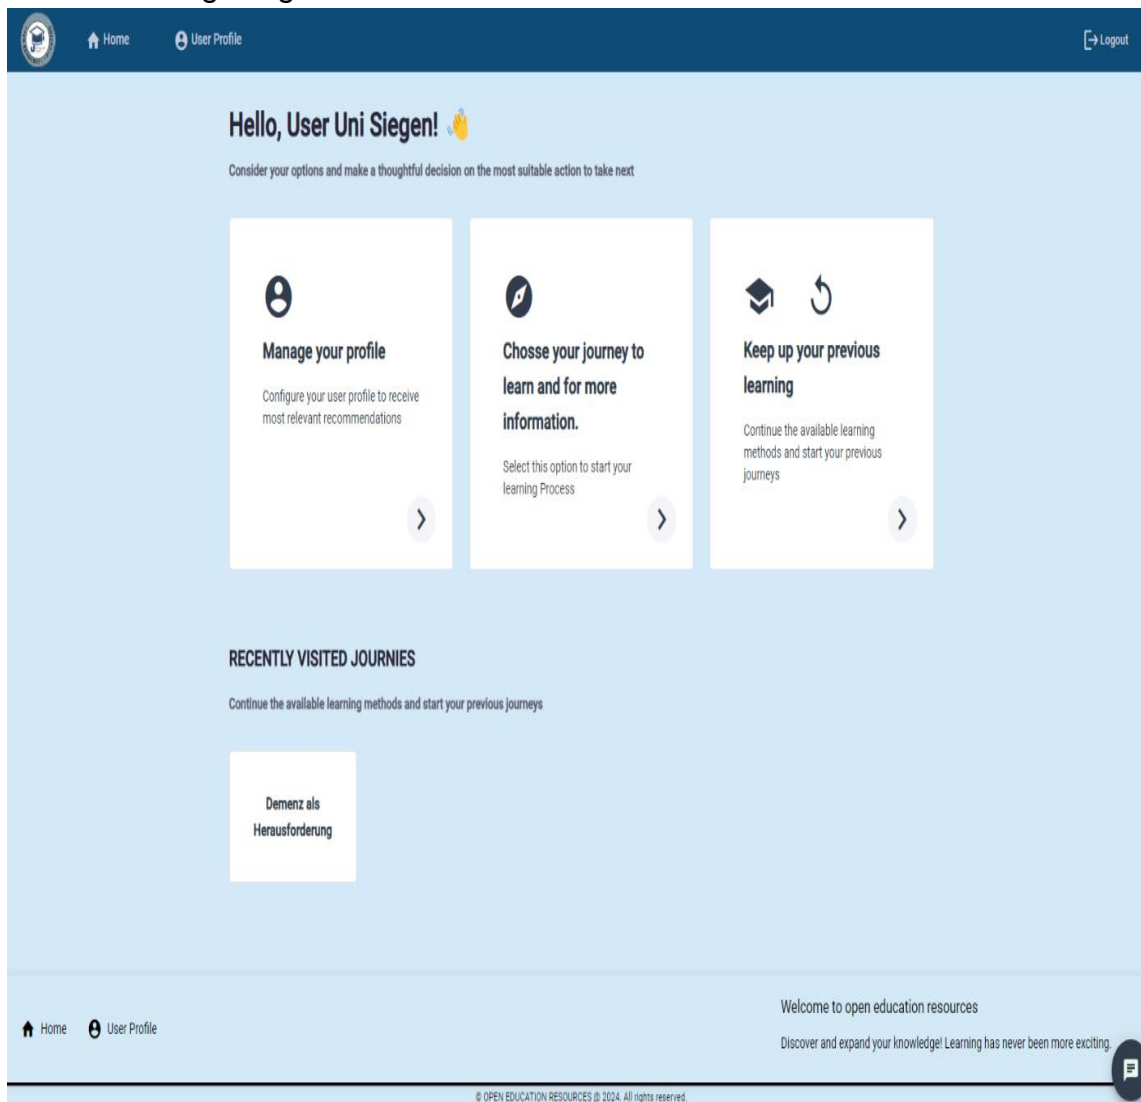 Home
User Profile
Logout
Hello, User Uni Siegen!
Consider your options and make a thoughtful decision on the most suitable action to take next
Manage your profile
Configure your user profile to receive
most relevant recommendations
Chosse your journey to
learn and for more
information.
Select this option to start your
learning Process
Keep up your previous
learning
Continue the available learning
methods and start your previous
journeys
RECENTLY VISITED JOURNIES
Continue the available learning methods and start your previous journeys
Demenz als
Herausforderung
Home
User Profile
Welcome to open education resources
Discover and expand your knowledge! Learning has never been more exciting.
© OPEN EDUCATION RESOURCES @ 2024. All rights reserved.